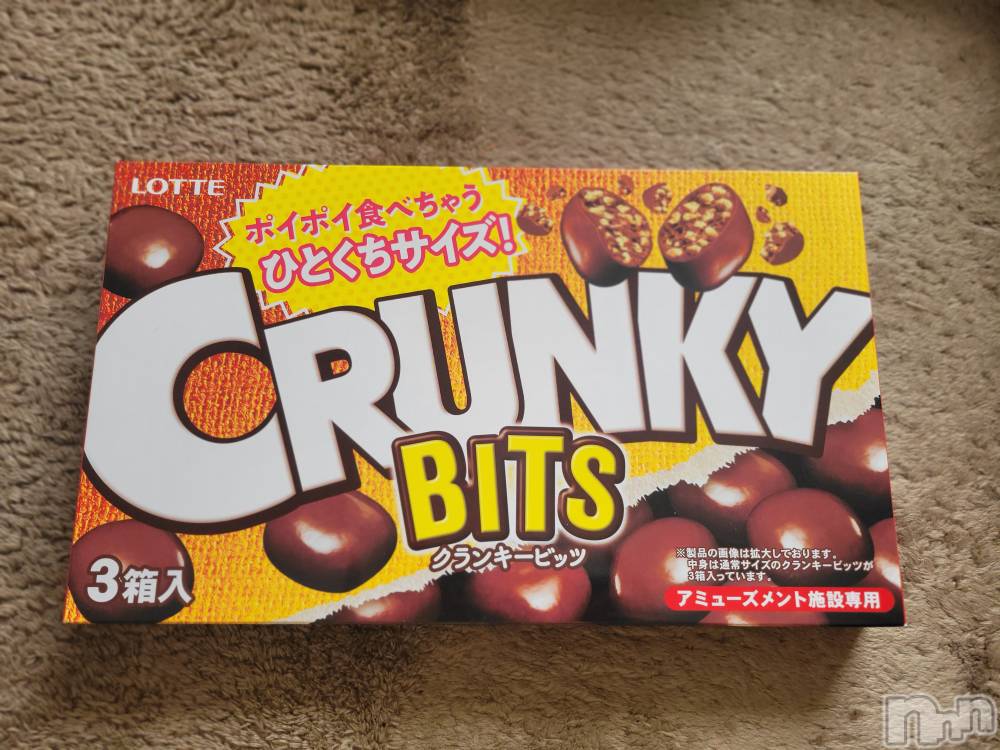 LOTTE
ポイポイ食べちゃう
ひとくちサイズ!
CRUNKY
BITS
クランキービッツ
3箱入
※製品の画像は拡大しております。
中身は通常サイズのクランキービッツが
3箱入っています。
アミューズメント施設専用
nnn